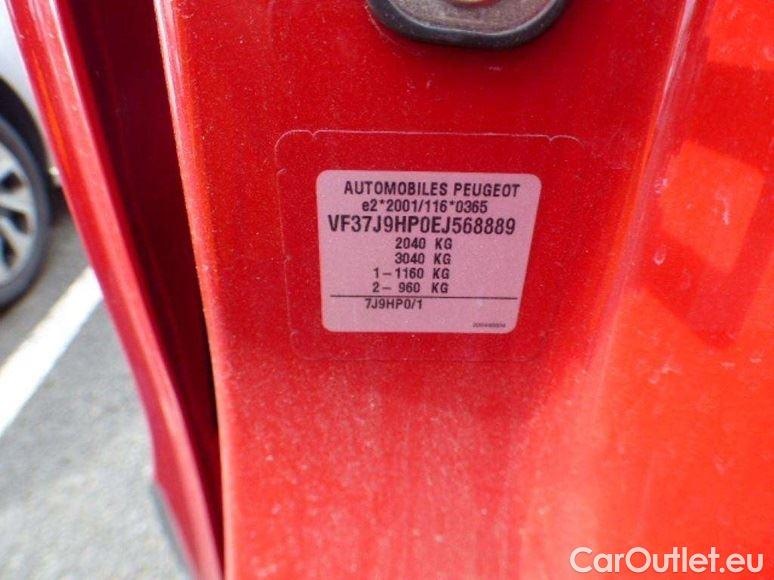 AUTOMOBILES PEUGEOT
e2*2001/116*0365
VF37J9HP0EJ568889
2040 KG
3040 KG
1-1160 KG
2- 960 KG
7J9HP0/1
CarOutlet.eu